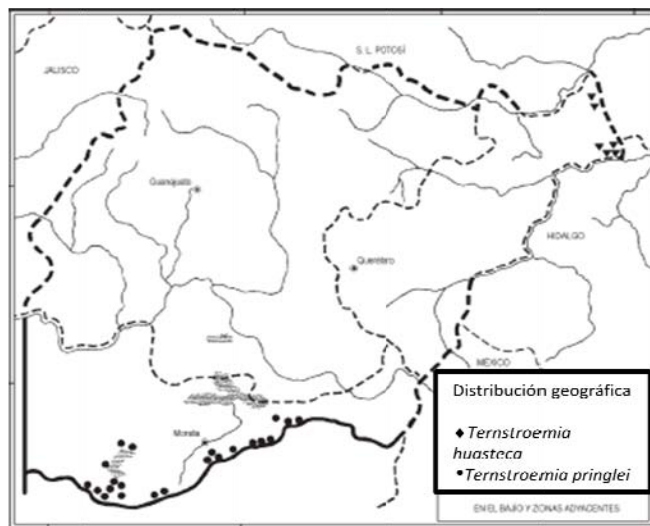 S. L. POTOSÍ
JALISCO
Guanajuato
HIDALGO
Querétaro
MÉXICO
Distribución geográfica
♦ Ternstroemia
huasteca
• Ternstroemia pringlei
Morelia
EN EL BAJÍO Y ZONAS ADYACENTES